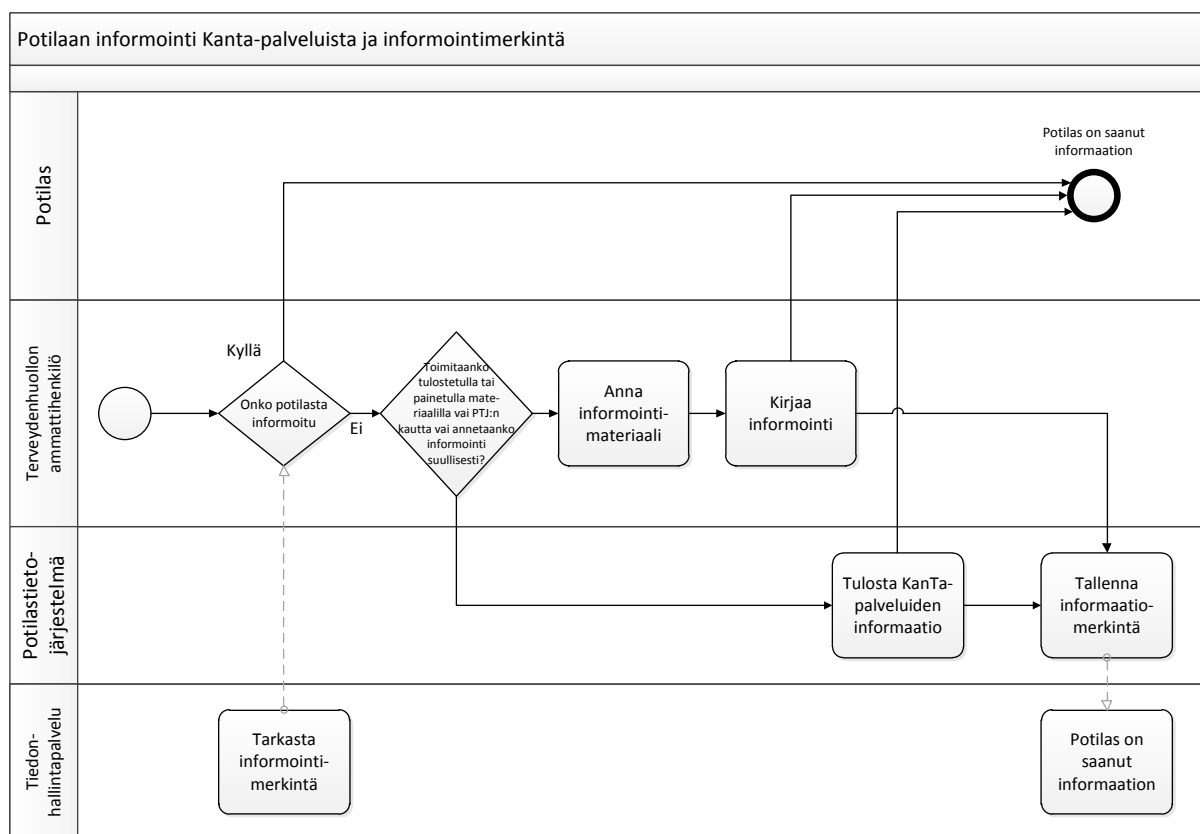 Potilaan informointi Kanta-palveluista ja informointimerkintä
Potilas
Potilas on saanut
informaation
Terveydenhuollon
ammattihenkilö
Kyllä
Onko potilasta
informoitu
Ei
Toimitaanko
tulostetulla tai
painetulla mate-
riaalilla vai PTJ:n
kautta vai annetaanko
informointi
suullisesti?
Anna
informointi-
materiaali
Kirjaa
informointi
Potilastieto-
järjestelmä
Tulosta KanTa-
palveluiden
informaatio
Tallenna
informaatio-
merkintä
Tiedon-
hallintapalvelu
Tarkasta
informointi-
merkintä
Potilas on
saanut
informaation